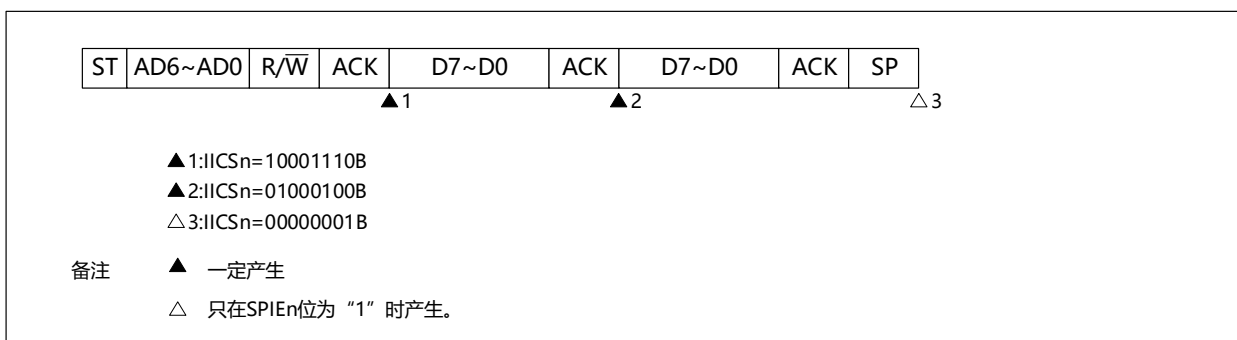 ST AD6~AD0 R/W̅ ACK D7~D0 ACK D7~D0 ACK SP
▲1 ▲2 △3
▲1:IICSn=10001110B
▲2:IICSn=01000100B
△3:IICSn=00000001B
备注 ▲ 一定产生
△ 只在SPIEn位为“1”时产生。